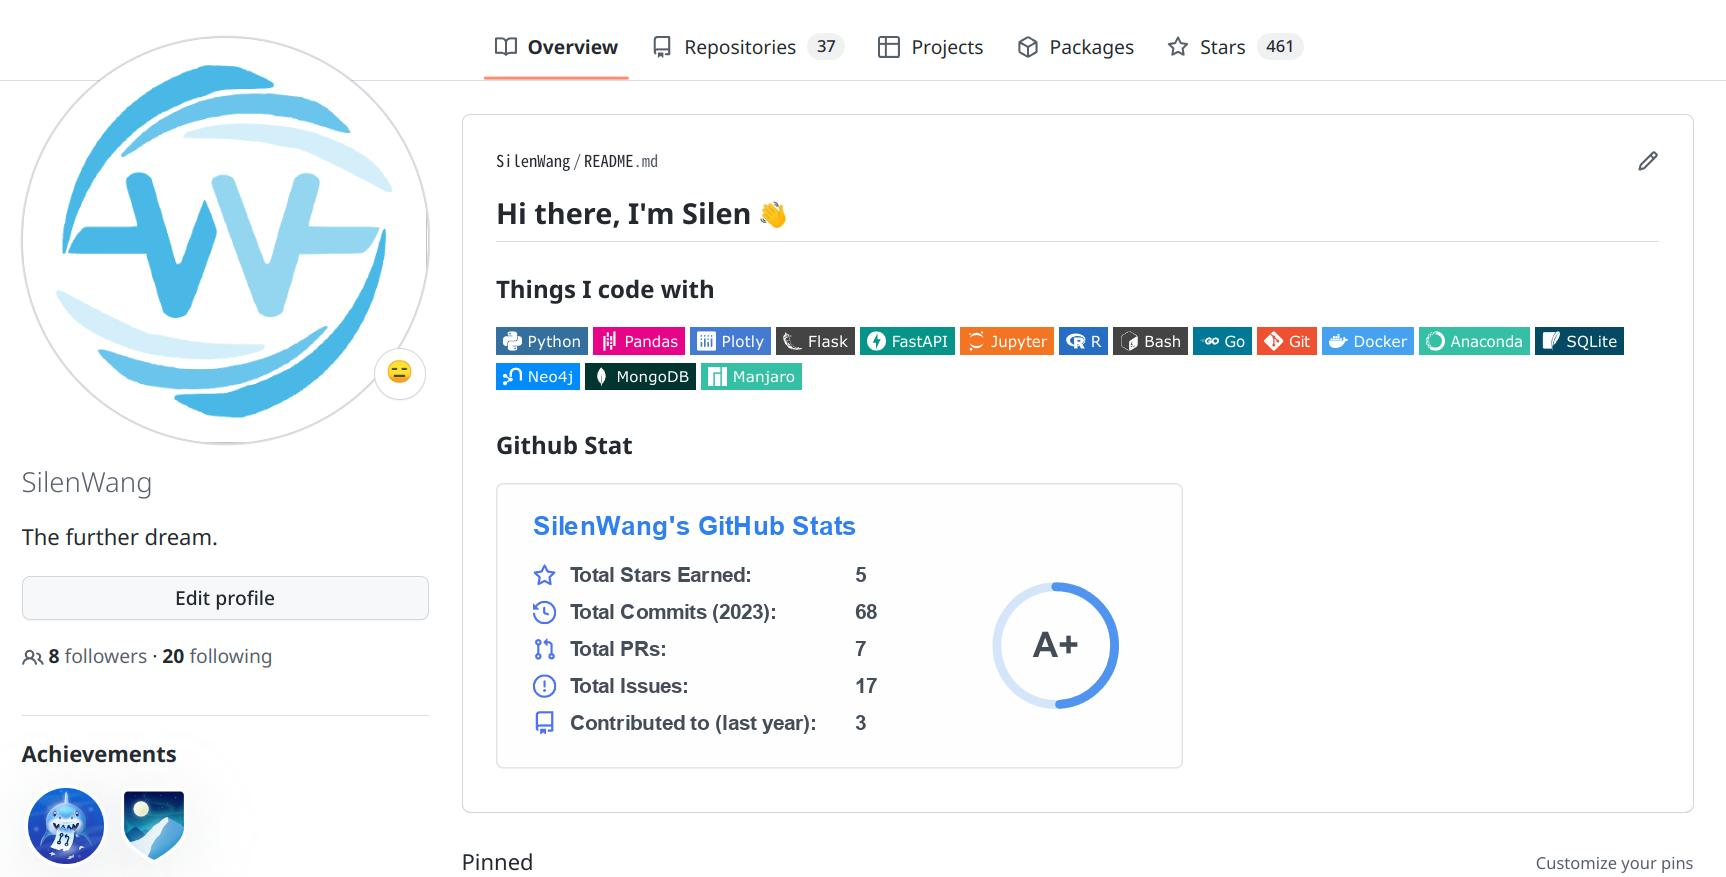 Overview Repositories 37 Projects Packages Stars 461
SilenWang/README.md
Hi there, I'm Silen 👋
Things I code with
Python Pandas Plotly Flask FastAPI Jupyter R Bash Go Git Docker Anaconda SQLite
Neo4j MongoDB Manjaro
Github Stat
SilenWang's GitHub Stats
Total Stars Earned: 5
Total Commits (2023): 68
Total PRs: 7
Total Issues: 17
Contributed to (last year): 3
A+
SilenWang
The further dream.
Edit profile
8 followers · 20 following
Achievements
Pinned
Customize your pins